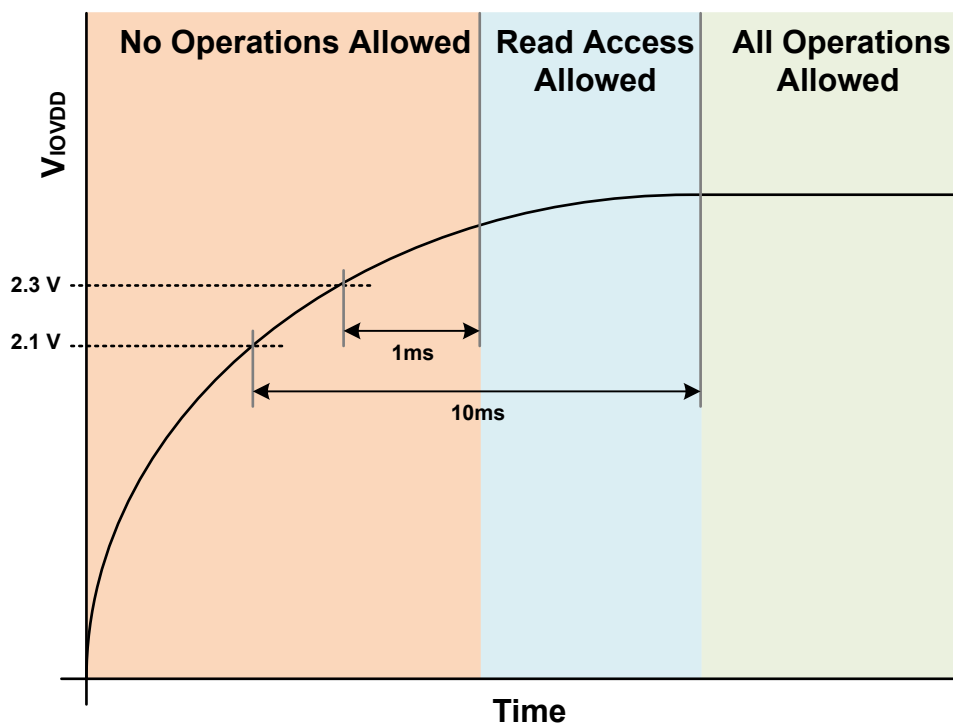 No Operations Allowed
Read Access
Allowed
All Operations
Allowed
VIOVDD
2.3 V
2.1 V
1ms
10ms
Time